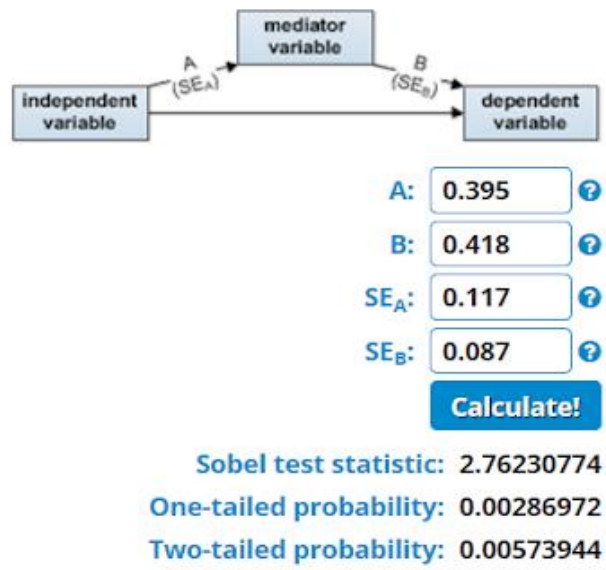 mediator
variable
A
(SEA)
B
(SEB)
independent
variable
dependent
variable
A: 0.395 ?
B: 0.418 ?
SEA: 0.117 ?
SEB: 0.087 ?
Calculate!
Sobel test statistic: 2.76230774
One-tailed probability: 0.00286972
Two-tailed probability: 0.00573944